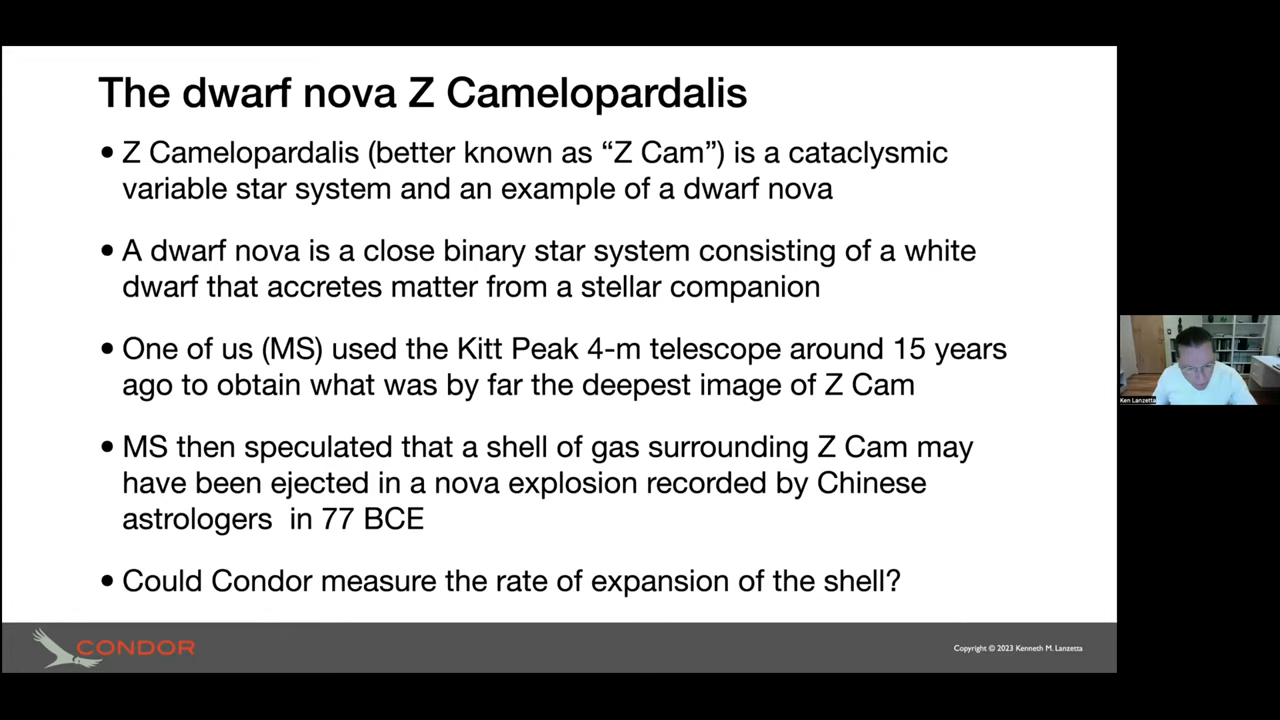 The dwarf nova Z Camelopardalis
• Z Camelopardalis (better known as “Z Cam”) is a cataclysmic
variable star system and an example of a dwarf nova
• A dwarf nova is a close binary star system consisting of a white
dwarf that accretes matter from a stellar companion
• One of us (MS) used the Kitt Peak 4-m telescope around 15 years
ago to obtain what was by far the deepest image of Z Cam
• MS then speculated that a shell of gas surrounding Z Cam may
have been ejected in a nova explosion recorded by Chinese
astrologers  in 77 BCE
• Could Condor measure the rate of expansion of the shell?
CONDOR
Copyright © 2023 Kenneth M. Lanzetta
Ken Lanzetta